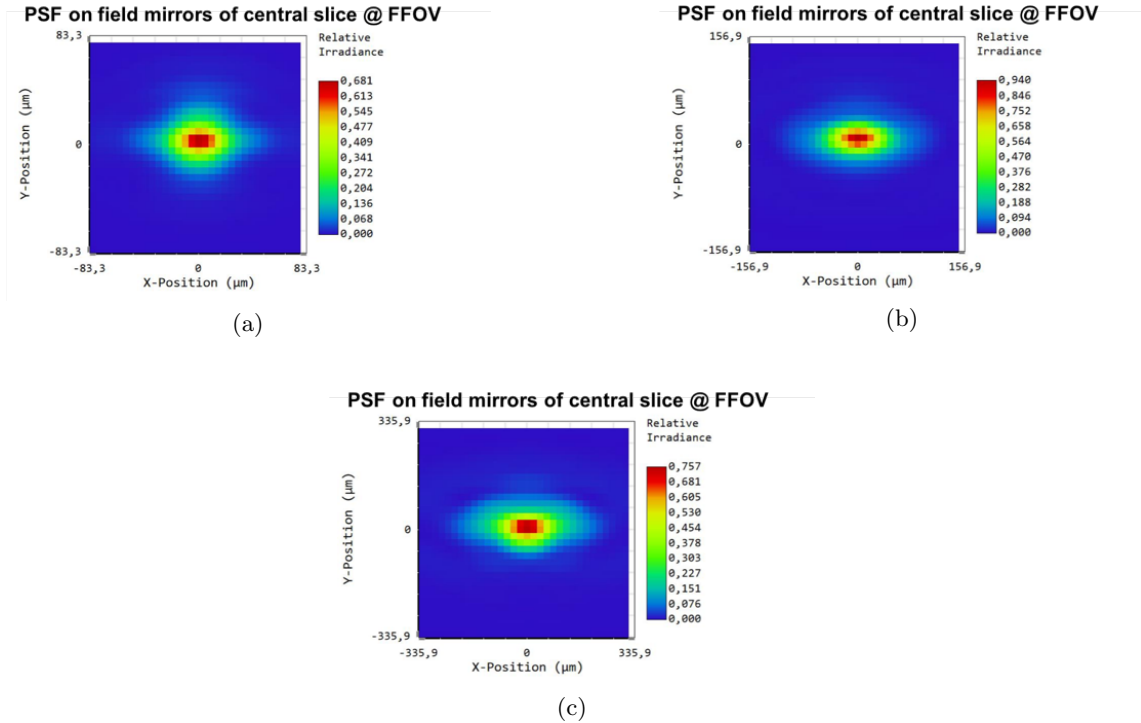 PSF on field mirrors of central slice @ FFOV
83,3
0
-83,3
Y-Position (µm)
-83,3 0 83,3
X-Position (µm)
Relative
Irradiance
0,681
0,613
0,545
0,477
0,409
0,341
0,272
0,204
0,136
0,068
0,000
(a)
PSF on field mirrors of central slice @ FFOV
156,9
0
-156,9
Y-Position (µm)
-156,9 0 156,9
X-Position (µm)
Relative
Irradiance
0,940
0,846
0,752
0,658
0,564
0,470
0,376
0,282
0,188
0,094
0,000
(b)
PSF on field mirrors of central slice @ FFOV
335,9
0
-335,9
Y-Position (µm)
-335,9 0 335,9
X-Position (µm)
Relative
Irradiance
0,757
0,681
0,605
0,530
0,454
0,378
0,303
0,227
0,151
0,076
0,000
(c)